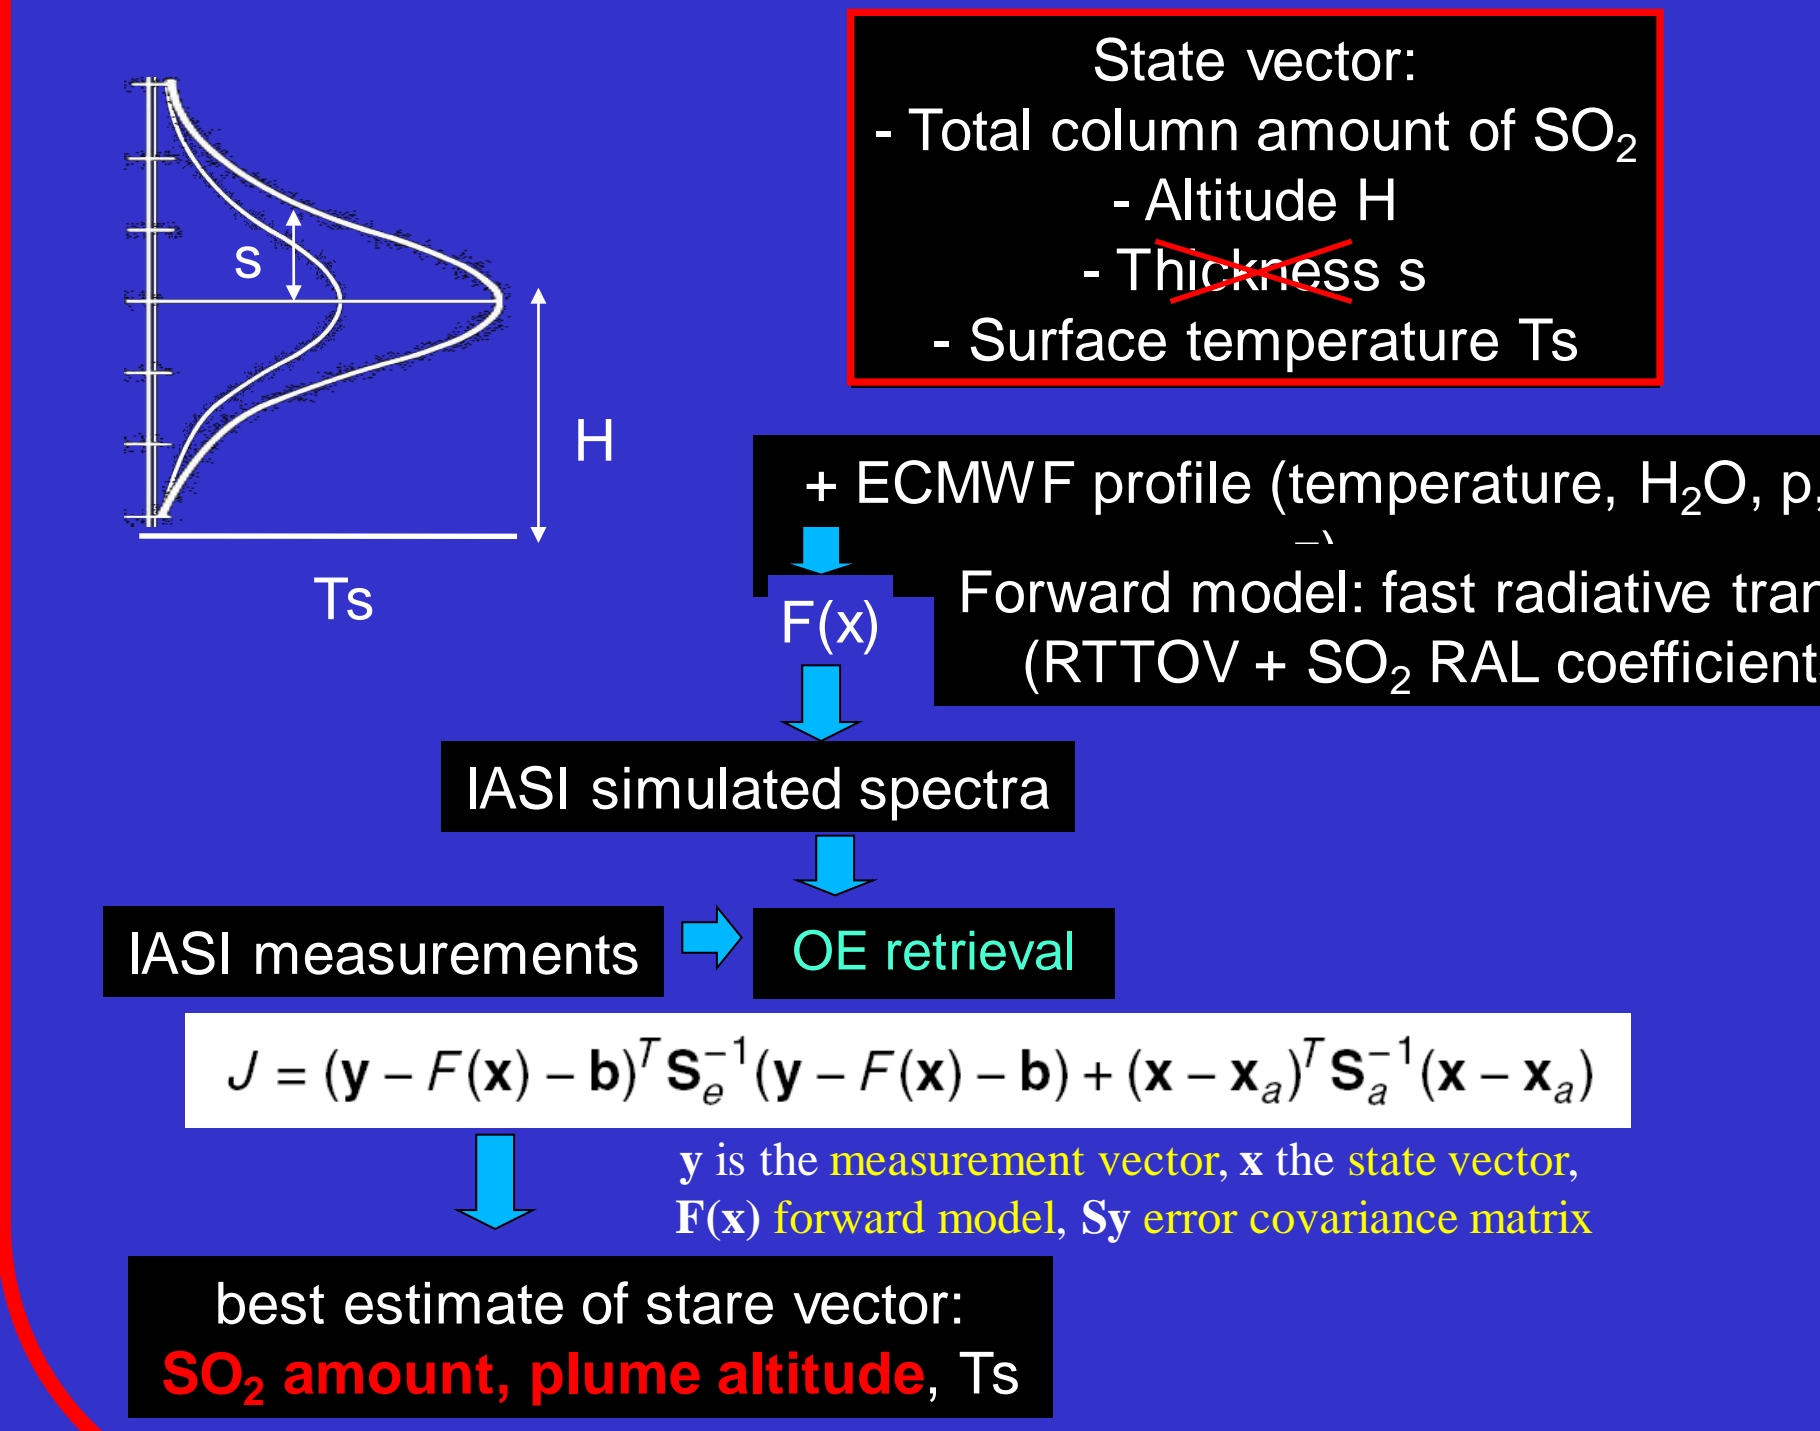 State vector:
- Total column amount of SO₂
- Altitude H
- Thickness s
- Surface temperature Ts
s
H
Ts
+ ECMWF profile (temperature, H₂O, p,
F(x)
Forward model: fast radiative
(RTTOV + SO₂ RAL
IASI simulated spectra
IASI measurements
OE retrieval
J = (y – F(x) – b)ᵀ Sₑ⁻¹(y – F(x) – b) + (x – xₐ)ᵀ Sₐ⁻¹(x – xₐ)
y is the measurement vector, x the state vector,
F(x) forward model, Sy error covariance matrix
best estimate of stare vector:
SO₂ amount, plume altitude, Ts